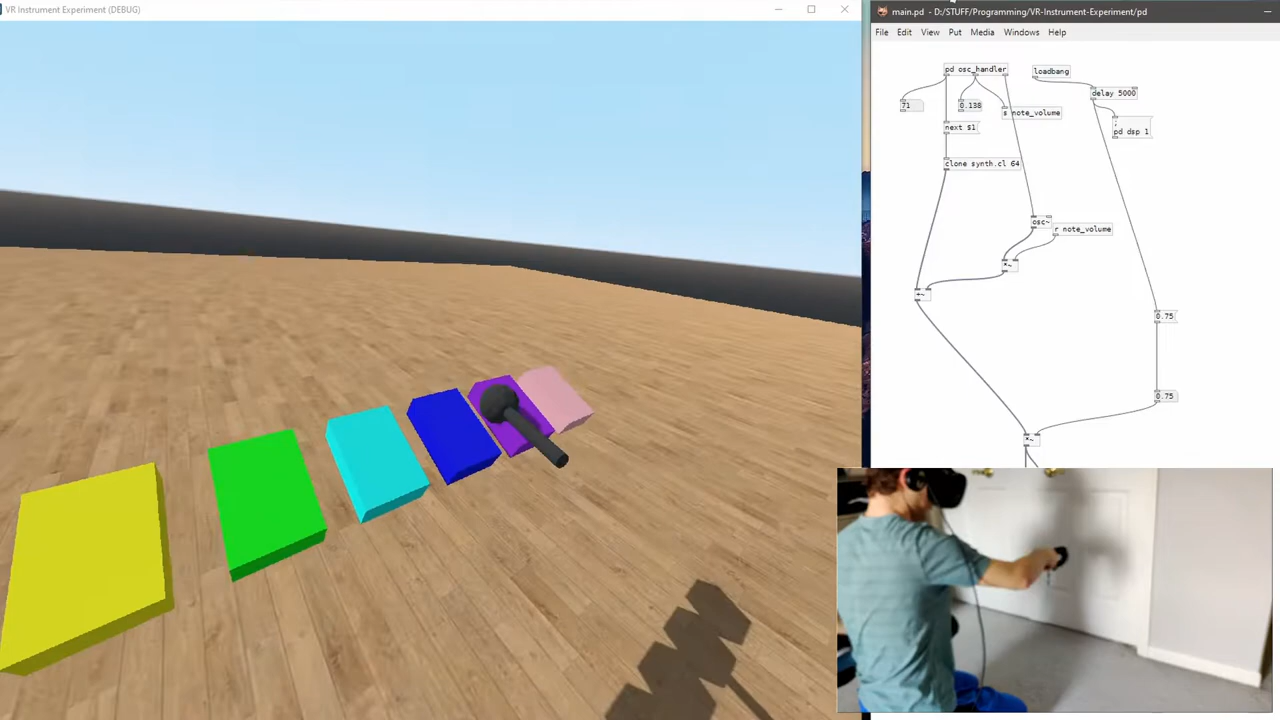 VR Instrument Experiment (DEBUG)
main.pd - D:/STUFF/Programming/VR-Instrument-Experiment/pd
File Edit View Put Media Windows Help
pd osc_handler
loadbang
delay 5000
71
0.138
s note_volume
next $1
;
pd dsp 1
clone synth.cl 64
osc~
r note_volume
*~
+~
0.75
0.75
*~